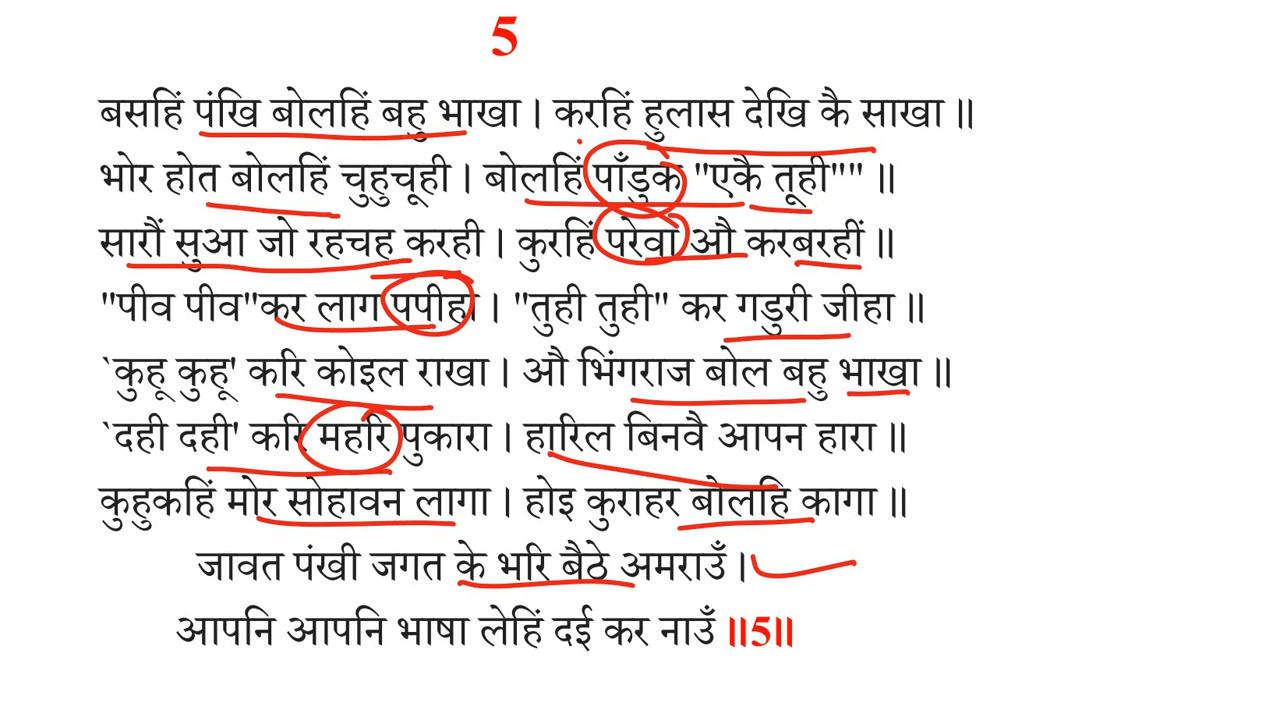 5
बसहिं पंखि बोलहिं बहु भाखा । करहिं हुलास देखि कै साखा ॥
भोर होत बोलहिं चुहुचूही । बोलहिं पाँडुक "एकै तूही"" ॥
सारौं सुआ जो रहचह करही । कुरहिं परेवा औ करबरहीं ॥
"पीव पीव"कर लाग पपीहा । "तुही तुही" कर गडुरी जीहा ॥
`कुहू कुहू' करि कोइल राखा । औ भिंगराज बोल बहु भाखा ॥
`दही दही' करि महरि पुकारा । हारिल बिनवै आपन हारा ॥
कुहुकहिं मोर सोहावन लागा । होइ कुराहर बोलहि कागा ॥
जावत पंखी जगत के भरि बैठे अमराउँ ।
आपनि आपनि भाषा लेहिं दई कर नाउँ ॥5॥